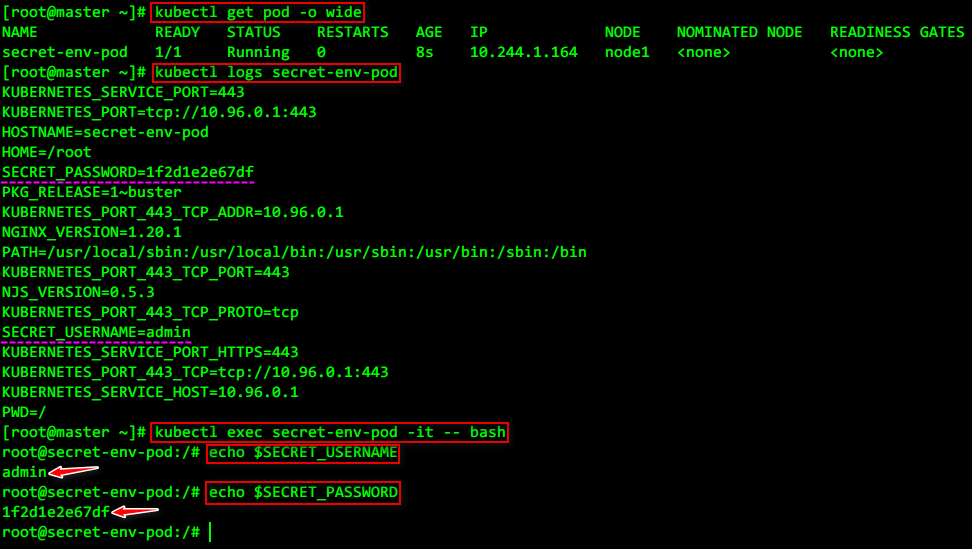 [root@master ~]# kubectl get pod -o wide
NAME READY STATUS RESTARTS AGE IP NODE NOMINATED NODE READINESS GATES
secret-env-pod 1/1 Running 0 8s 10.244.1.164 node1 <none> <none>
[root@master ~]# kubectl logs secret-env-pod
KUBERNETES_SERVICE_PORT=443
KUBERNETES_PORT=tcp://10.96.0.1:443
HOSTNAME=secret-env-pod
HOME=/root
SECRET_PASSWORD=1f2d1e2e67df
PKG_RELEASE=1~buster
KUBERNETES_PORT_443_TCP_ADDR=10.96.0.1
NGINX_VERSION=1.20.1
PATH=/usr/local/sbin:/usr/local/bin:/usr/sbin:/usr/bin:/sbin:/bin
KUBERNETES_PORT_443_TCP_PORT=443
NJS_VERSION=0.5.3
KUBERNETES_PORT_443_TCP_PROTO=tcp
SECRET_USERNAME=admin
KUBERNETES_SERVICE_PORT_HTTPS=443
KUBERNETES_PORT_443_TCP=tcp://10.96.0.1:443
KUBERNETES_SERVICE_HOST=10.96.0.1
PWD=/
[root@master ~]# kubectl exec secret-env-pod -it -- bash
root@secret-env-pod:/# echo $SECRET_USERNAME
admin
root@secret-env-pod:/# echo $SECRET_PASSWORD
1f2d1e2e67df
root@secret-env-pod:/#